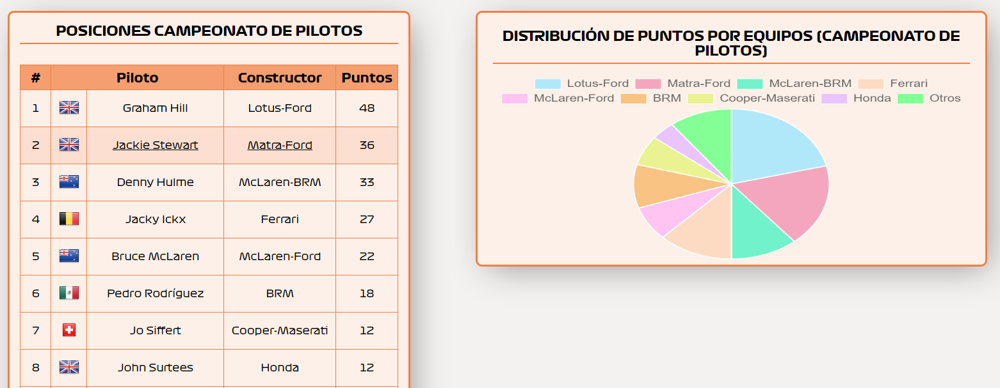 POSICIONES CAMPEONATO DE PILOTOS
# Piloto Constructor Puntos
1 Graham Hill Lotus-Ford 48
2 Jackie Stewart Matra-Ford 36
3 Denny Hulme McLaren-BRM 33
4 Jacky Ickx Ferrari 27
5 Bruce McLaren McLaren-Ford 22
6 Pedro Rodríguez BRM 18
7 Jo Siffert Cooper-Maserati 12
8 John Surtees Honda 12
DISTRIBUCIÓN DE PUNTOS POR EQUIPOS (CAMPEONATO DE
PILOTOS)
Lotus-Ford Matra-Ford McLaren-BRM Ferrari
McLaren-Ford BRM Cooper-Maserati Honda Otros